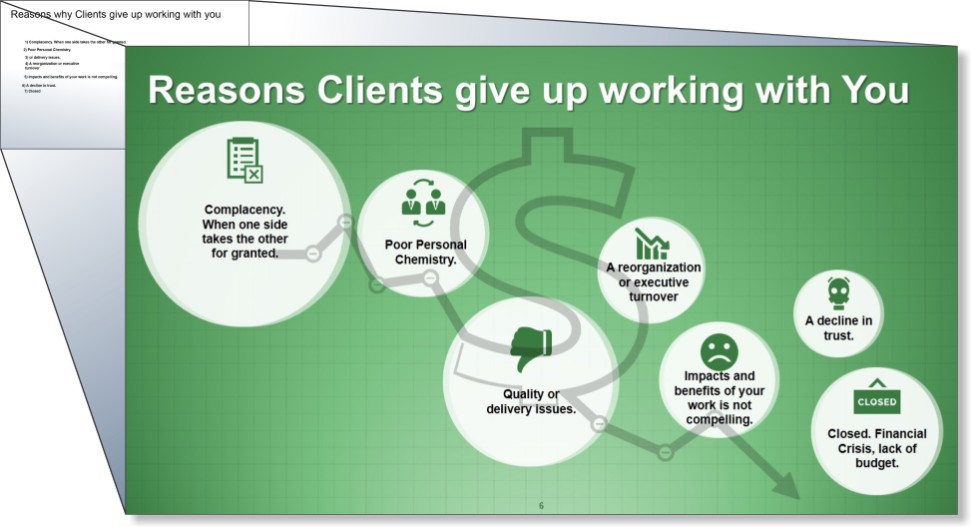 Reasons why Clients give up working with you
1) Complacency. When one side takes the other for granted.
2) Poor Personal Chemistry
3) or delivery issues.
4) A reorganization or executive
turnover
5) Impacts and benefits of your work is not compelling.
6) A decline in trust.
7) Closed
Reasons Clients give up working with You
Complacency.
When one side
takes the other
for granted.
Poor Personal
Chemistry.
Quality or
delivery issues.
A reorganization
or executive
turnover
Impacts and
benefits of your
work is not
compelling.
A decline in
trust.
CLOSED
Closed. Financial
Crisis, lack of
budget.
6